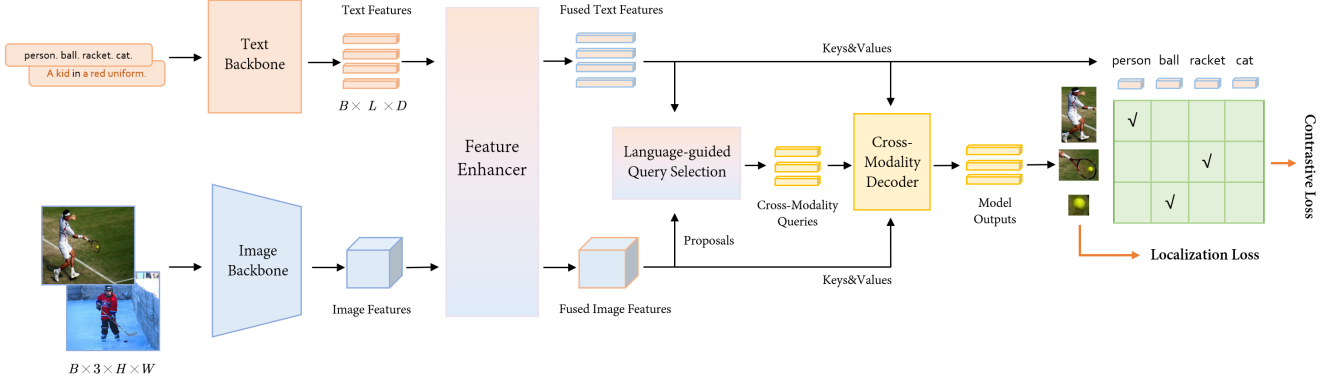 Text Features
Fused Text Features
person. ball. racket. cat.
A kid in a red uniform.
Text
Backbone
B × L × D
Feature
Enhancer
Keys&Values
person ball racket cat
√
√
√
Language-guided
Query Selection
Cross-Modality
Queries
Cross-
Modality
Decoder
Model
Outputs
Contrastive Loss
Proposals
Localization Loss
Keys&Values
Image
Backbone
Image Features
Fused Image Features
B × 3 × H × W